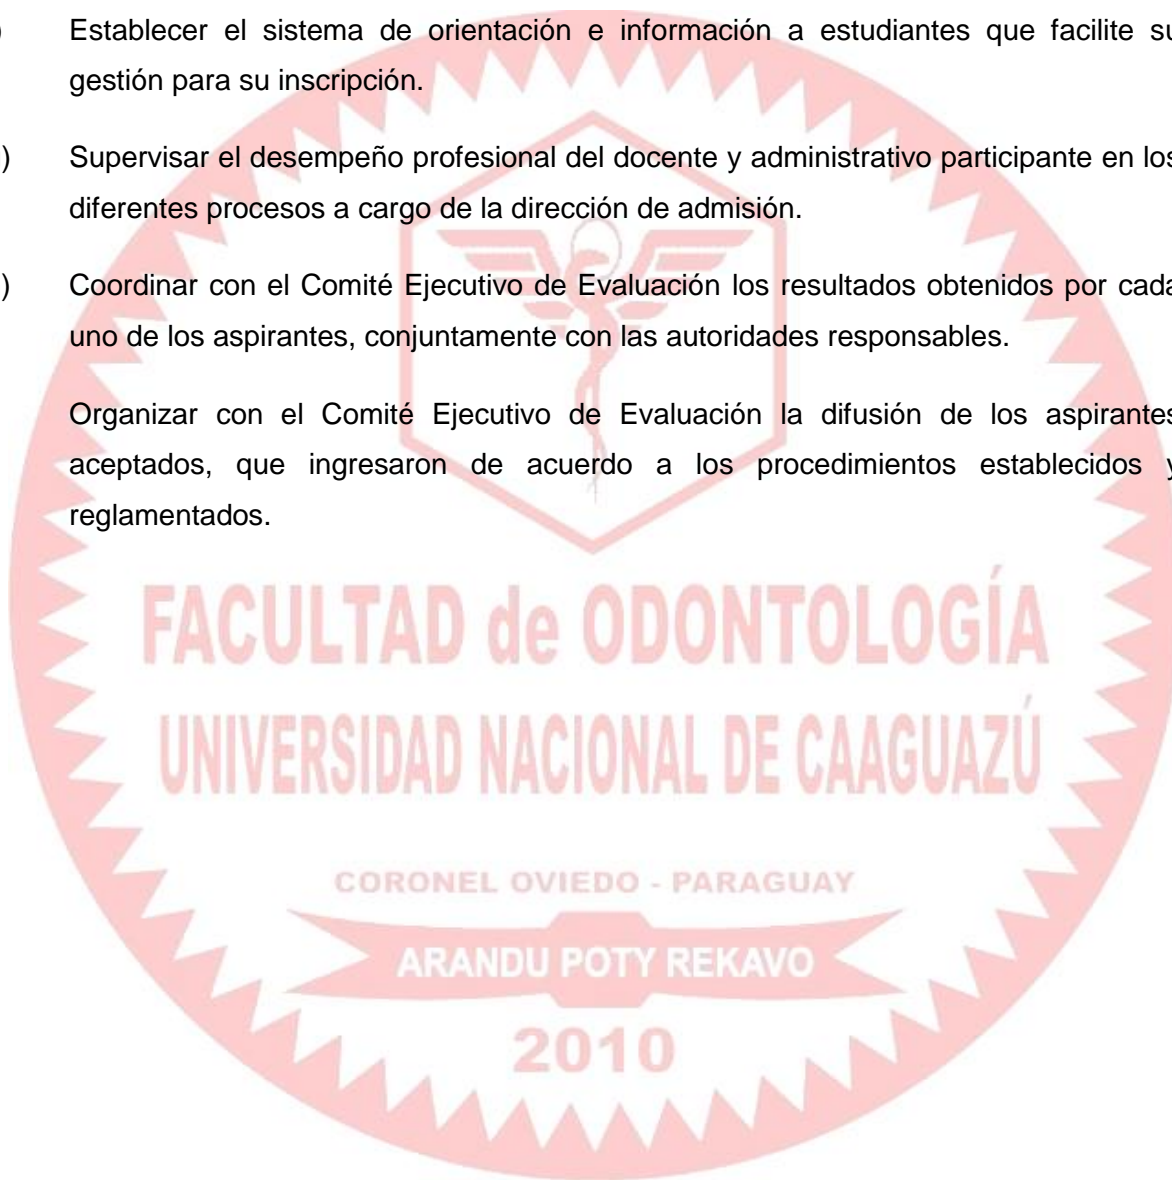 ) Establecer el sistema de orientación e información a estudiantes que facilite su
gestión para su inscripción.
) Supervisar el desempeño profesional del docente y administrativo participante en los
diferentes procesos a cargo de la dirección de admisión.
) Coordinar con el Comité Ejecutivo de Evaluación los resultados obtenidos por cada
uno de los aspirantes, conjuntamente con las autoridades responsables.
Organizar con el Comité Ejecutivo de Evaluación la difusión de los aspirantes
aceptados, que ingresaron de acuerdo a los procedimientos establecidos y
reglamentados.
FACULTAD de ODONTOLOGÍA
UNIVERSIDAD NACIONAL DE CAAGUAZÚ
CORONEL OVIEDO - PARAGUAY
ARANDU POTY REKAVO
2010